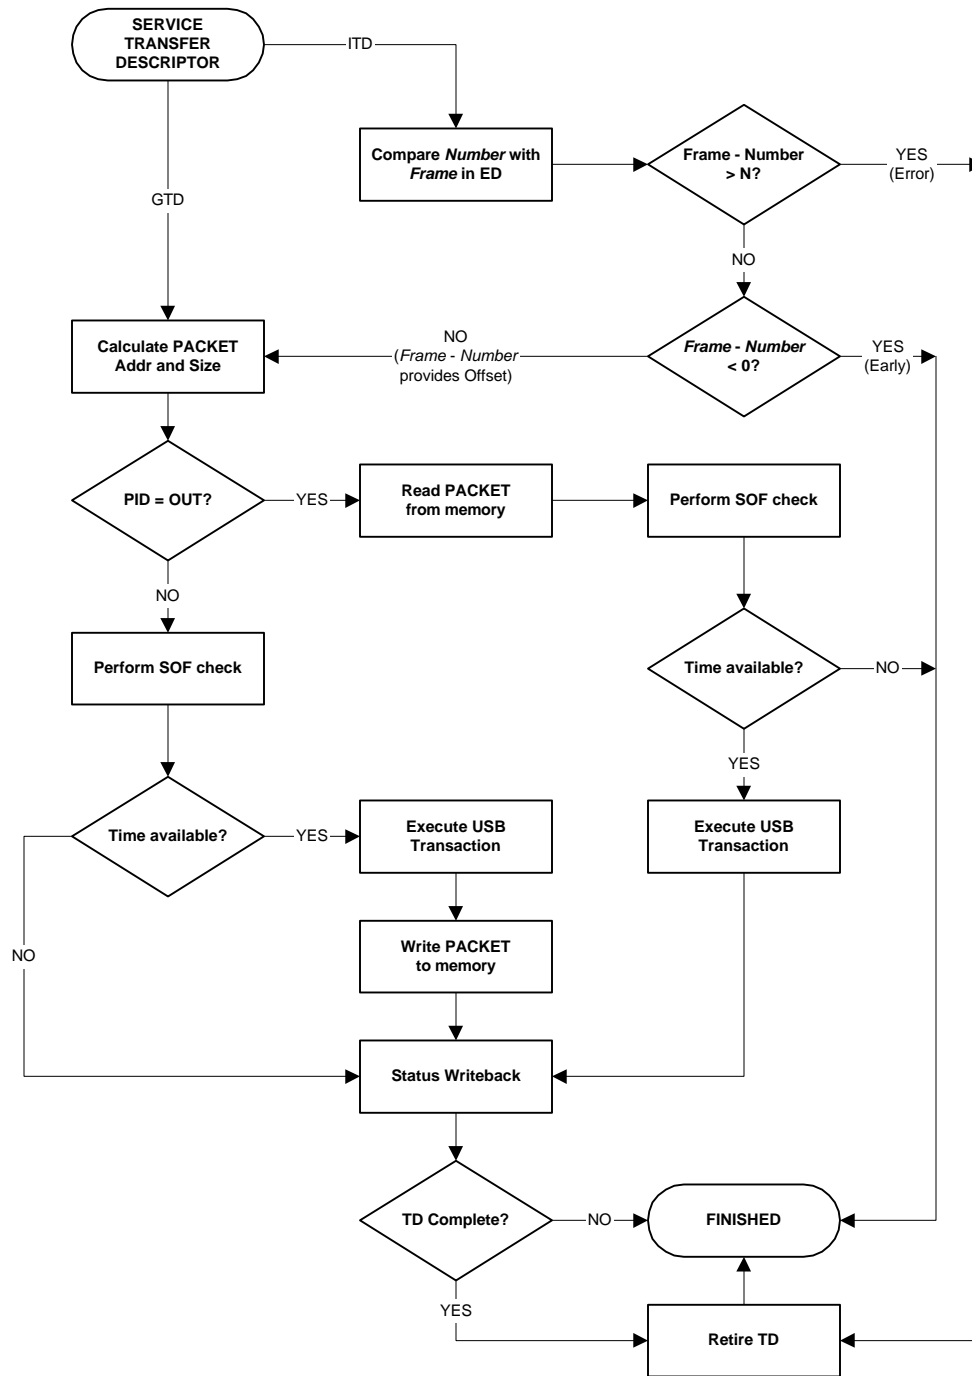 SERVICE
TRANSFER
DESCRIPTOR
ITD
Compare Number with
Frame in ED
Frame - Number
> N?
YES
(Error)
GTD
NO
Calculate PACKET
Addr and Size
NO
(Frame - Number
provides Offset)
Frame - Number
< 0?
YES
(Early)
PID = OUT?
YES
Read PACKET
from memory
Perform SOF check
NO
Perform SOF check
Time available?
NO
YES
Time available?
YES
Execute USB
Transaction
Execute USB
Transaction
NO
Write PACKET
to memory
Status Writeback
TD Complete?
NO
FINISHED
YES
Retire TD